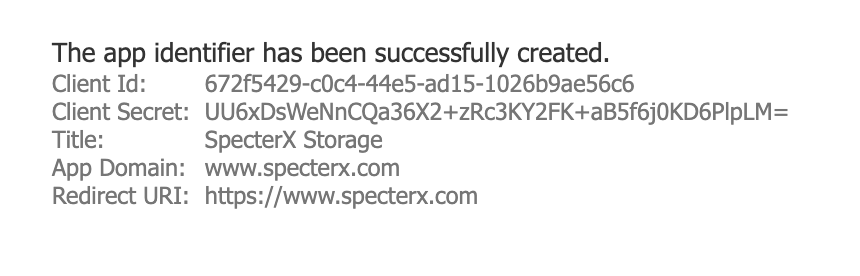 The app identifier has been successfully created.
Client Id: 672f5429-c0c4-44e5-ad15-1026b9ae56c6
Client Secret: UU6xDsWeNnCQa36X2+zRc3KY2FK+aB5f6j0KD6PlpLM=
Title: SpecterX Storage
App Domain: www.specterx.com
Redirect URI: https://www.specterx.com